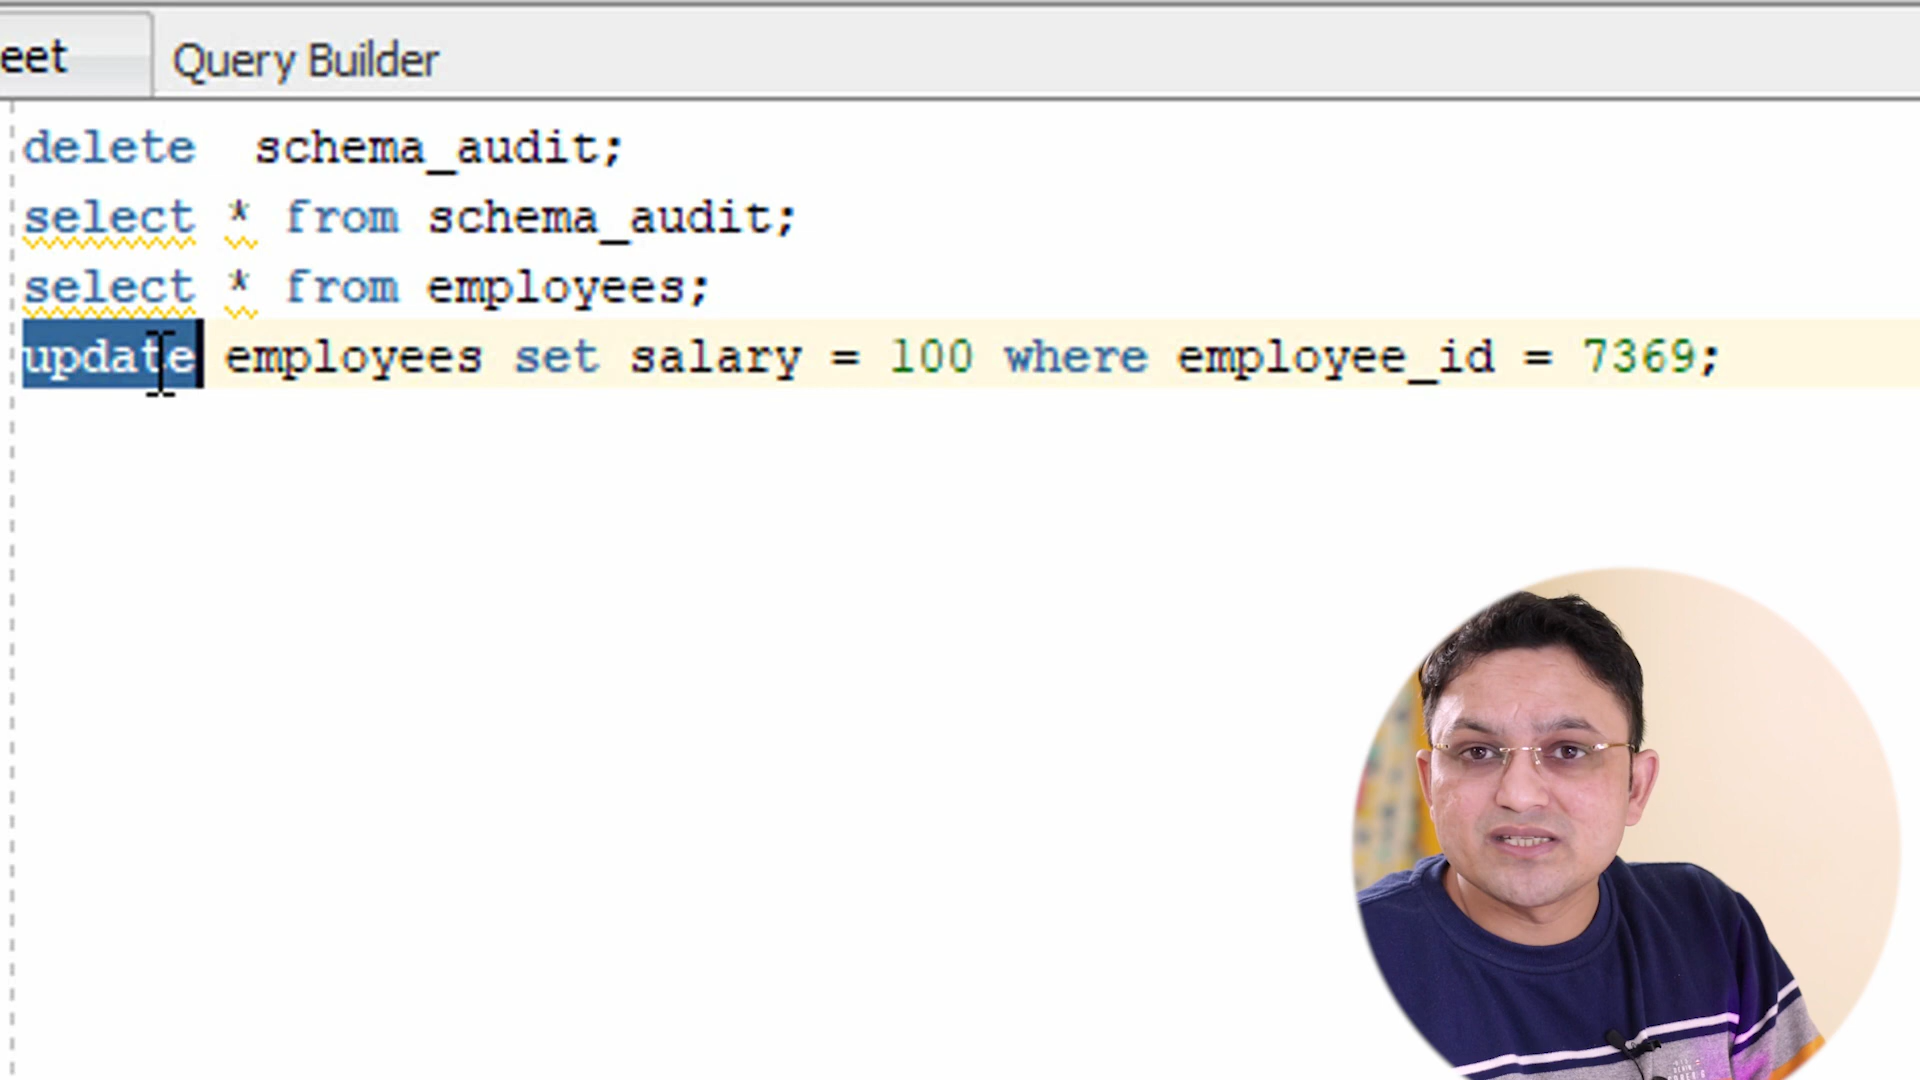 eet
Query Builder
delete  schema_audit;
select * from schema_audit;
select * from employees;
update employees set salary = 100 where employee_id = 7369;